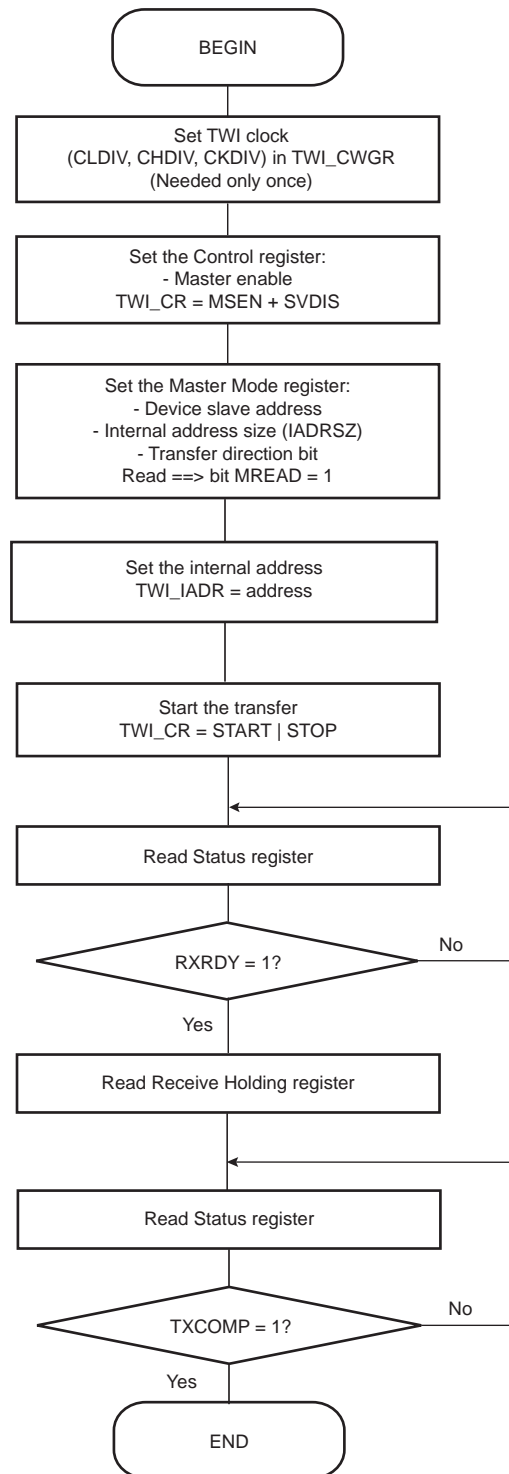 BEGIN
Set TWI clock
(CLDIV, CHDIV, CKDIV) in TWI_CWGR
(Needed only once)
Set the Control register:
- Master enable
TWI_CR = MSEN + SVDIS
Set the Master Mode register:
- Device slave address
- Internal address size (IADRSZ)
- Transfer direction bit
Read ==> bit MREAD = 1
Set the internal address
TWI_IADR = address
Start the transfer
TWI_CR = START | STOP
Read Status register
RXRDY = 1?
No
Yes
Read Receive Holding register
Read Status register
TXCOMP = 1?
No
Yes
END